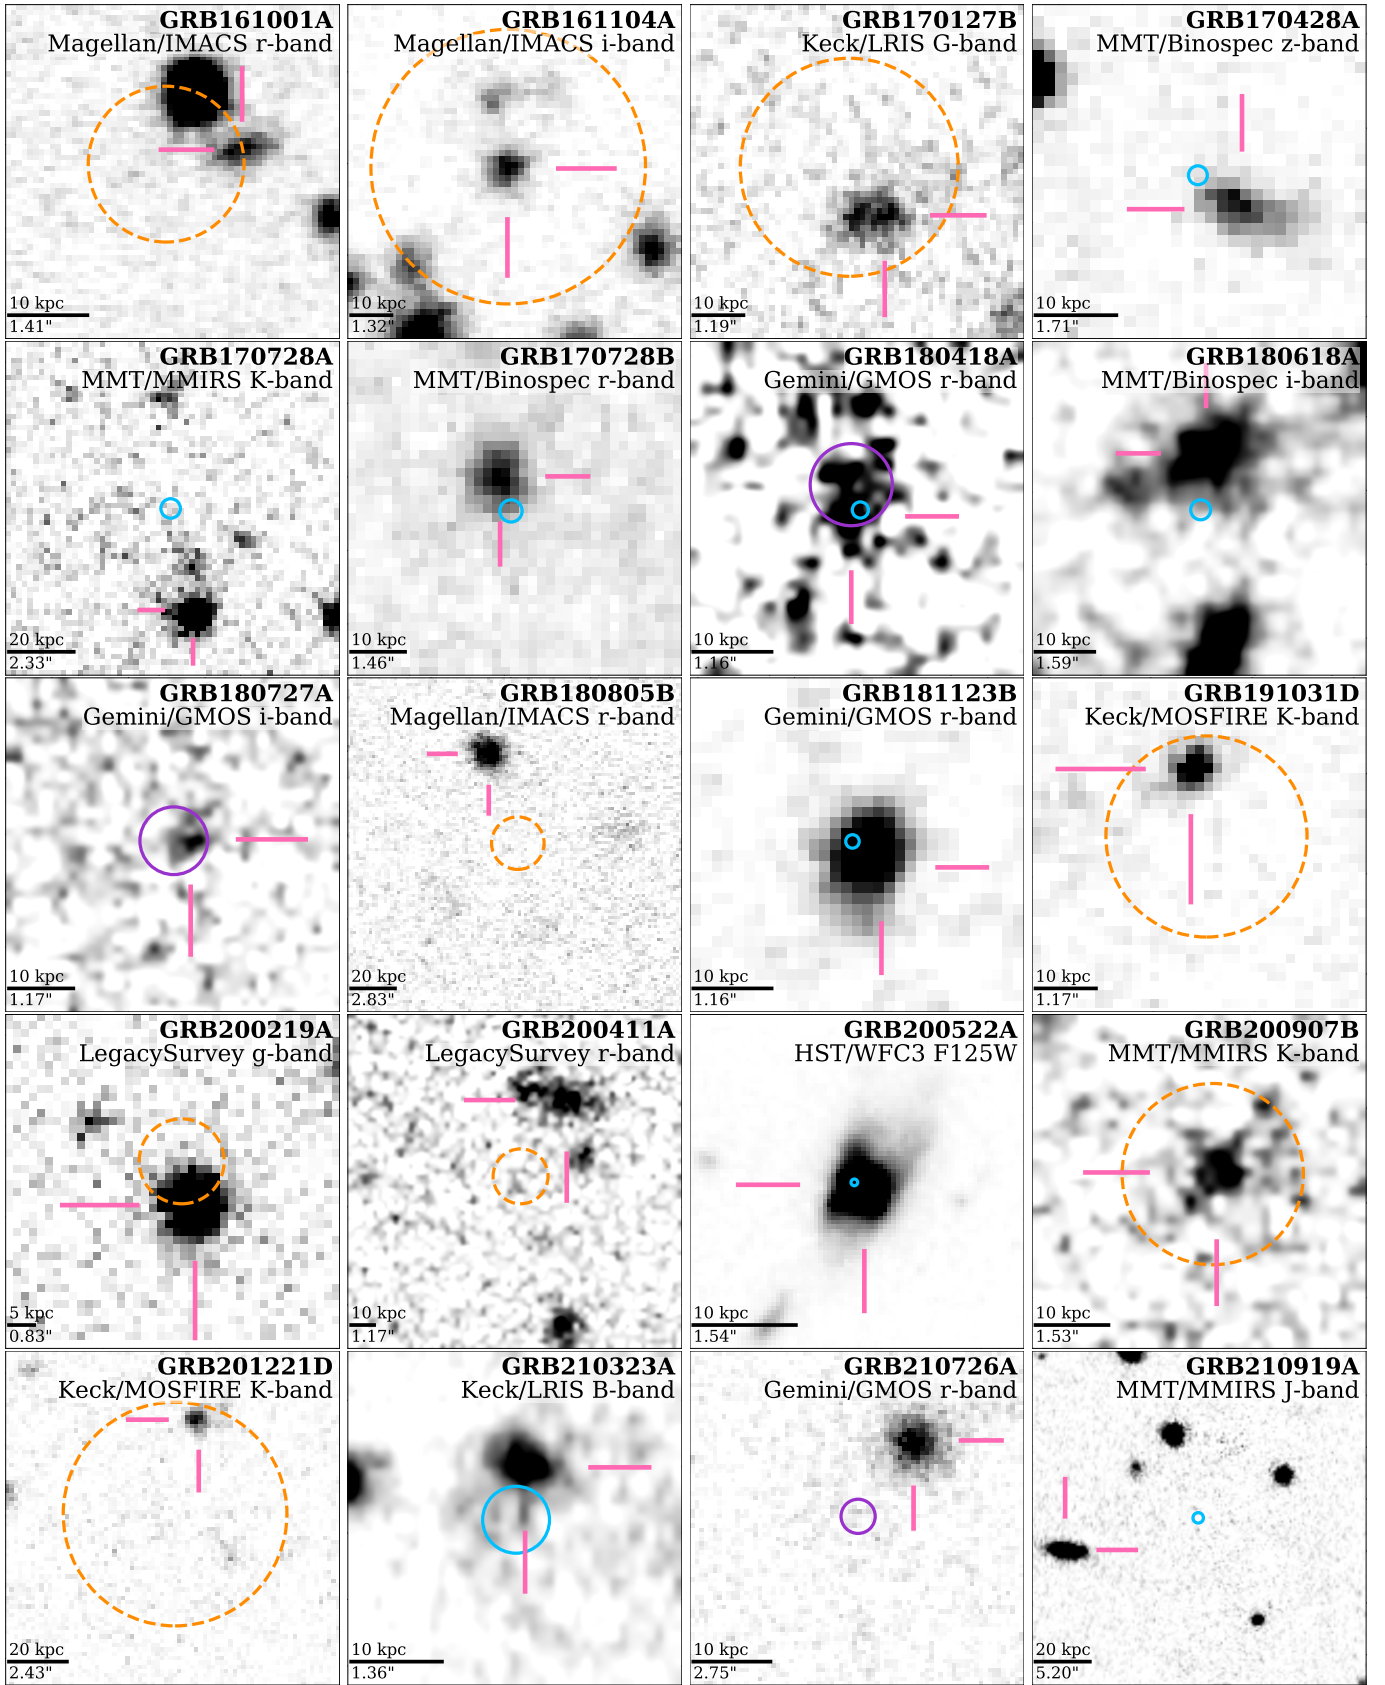 GRB161001A
Magellan/IMACS r-band
10 kpc
1.41"
GRB161104A
Magellan/IMACS i-band
10 kpc
1.32"
GRB170127B
Keck/LRIS G-band
10 kpc
1.19"
GRB170428A
MMT/Binospec z-band
10 kpc
1.71"
GRB170728A
MMT/MMIRS K-band
20 kpc
2.33"
GRB170728B
MMT/Binospec r-band
10 kpc
1.46"
GRB180418A
Gemini/GMOS r-band
10 kpc
1.16"
GRB180618A
MMT/Binospec i-band
10 kpc
1.59"
GRB180727A
Gemini/GMOS i-band
10 kpc
1.17"
GRB180805B
Magellan/IMACS r-band
20 kpc
2.83"
GRB181123B
Gemini/GMOS r-band
10 kpc
1.16"
GRB191031D
Keck/MOSFIRE K-band
10 kpc
1.17"
GRB200219A
LegacySurvey g-band
5 kpc
0.83"
GRB200411A
LegacySurvey r-band
10 kpc
1.17"
GRB200522A
HST/WFC3 F125W
10 kpc
1.54"
GRB200907B
MMT/MMIRS K-band
10 kpc
1.53"
GRB201221D
Keck/MOSFIRE K-band
20 kpc
2.43"
GRB210323A
Keck/LRIS B-band
10 kpc
1.36"
GRB210726A
Gemini/GMOS r-band
10 kpc
2.75"
GRB210919A
MMT/MMIRS J-band
20 kpc
5.20"